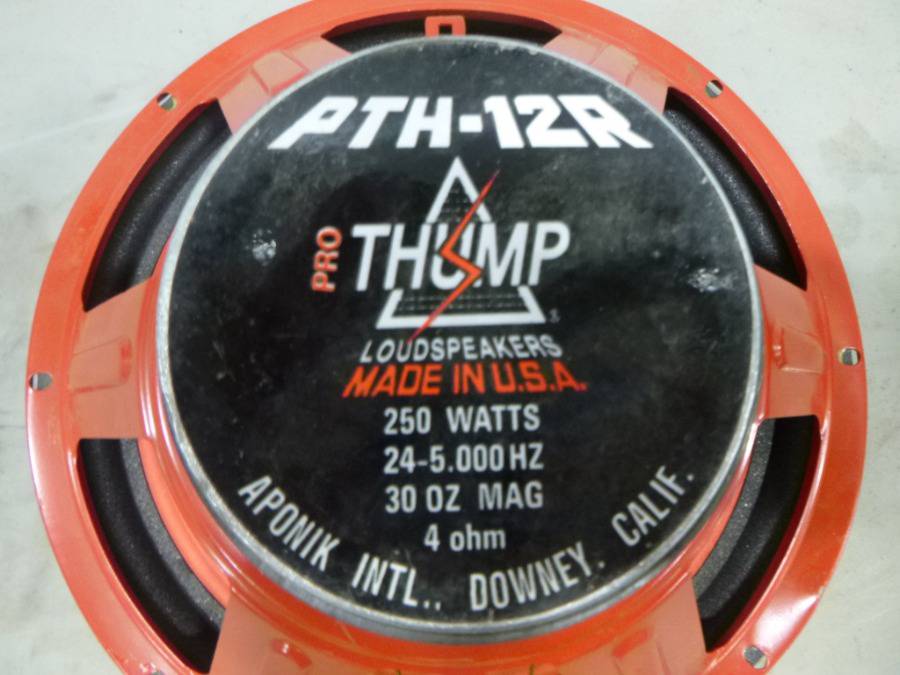 PTH-12R
PRO THUMP
LOUDSPEAKERS
MADE IN U.S.A.
250 WATTS
24-5.000 HZ
30 OZ MAG
4 ohm
APONIK INTL.. DOWNEY. CALIF.